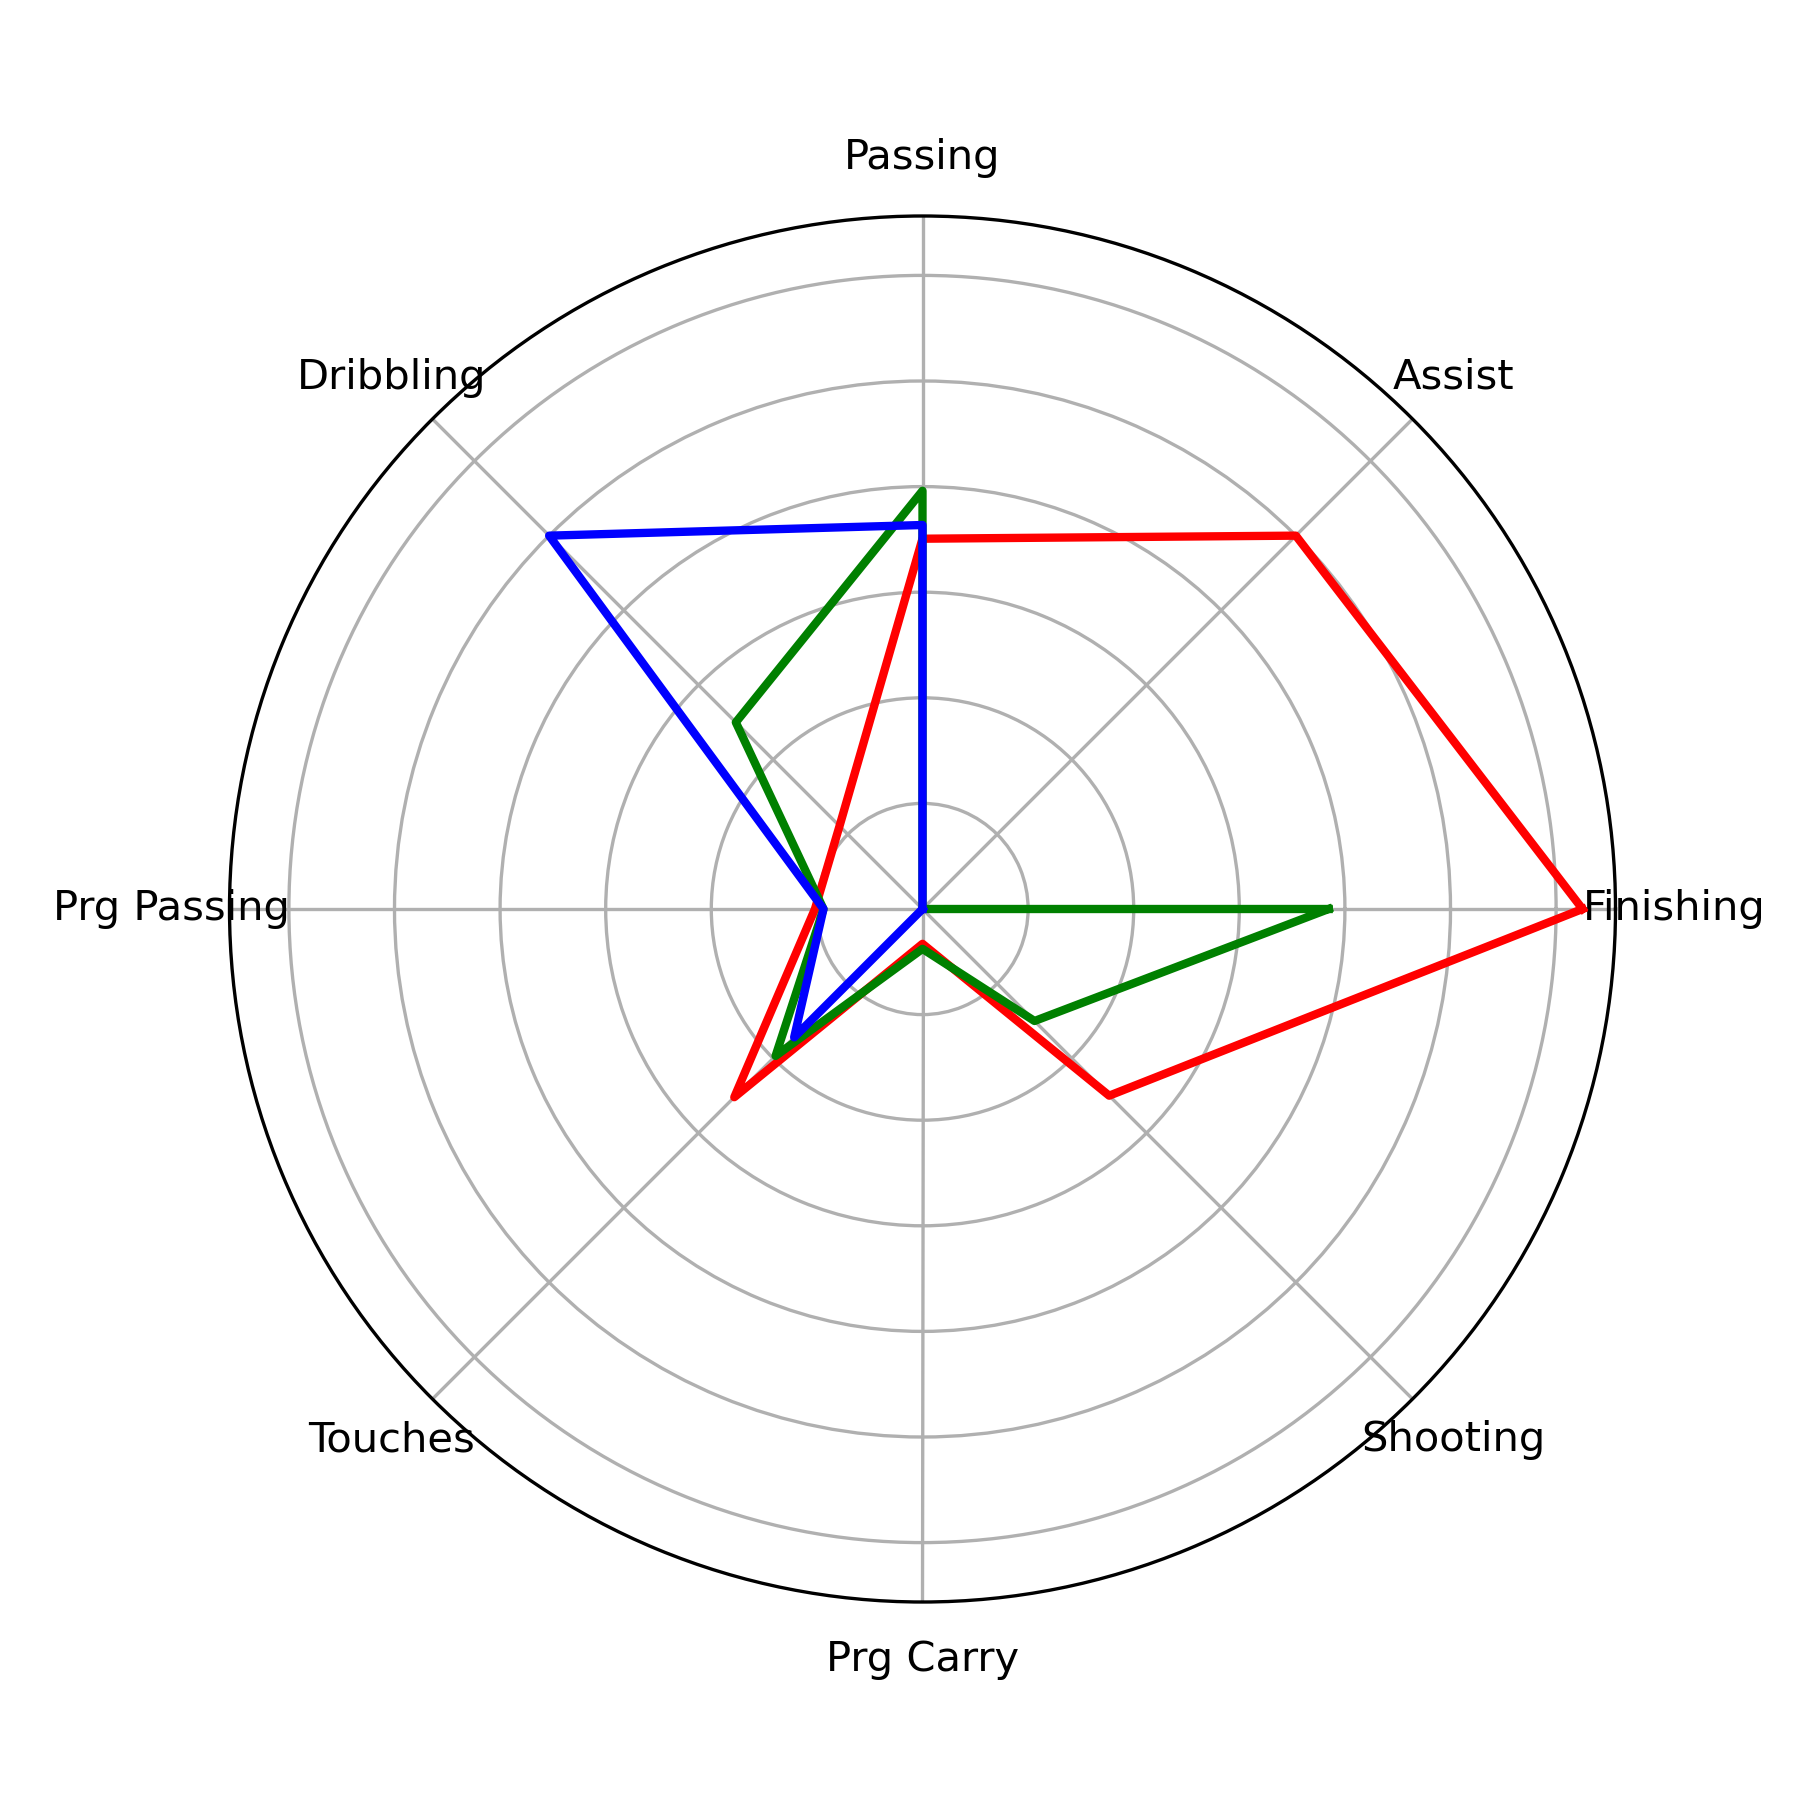 Passing
Dribbling
Assist
Prg Passing
Finishing
Touches
Shooting
Prg Carry